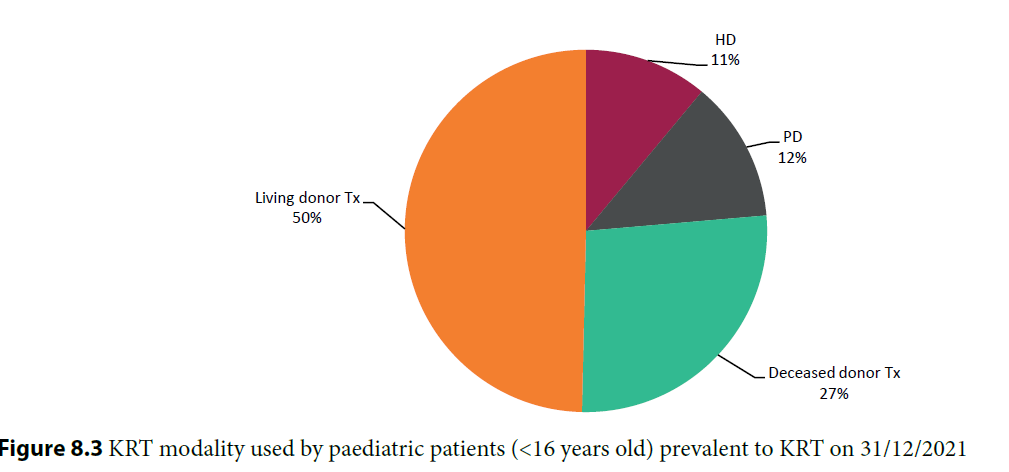 HD
11%
PD
12%
Living donor Tx
50%
Deceased donor Tx
27%
Figure 8.3 KRT modality used by paediatric patients (<16 years old) prevalent to KRT on 31/12/2021